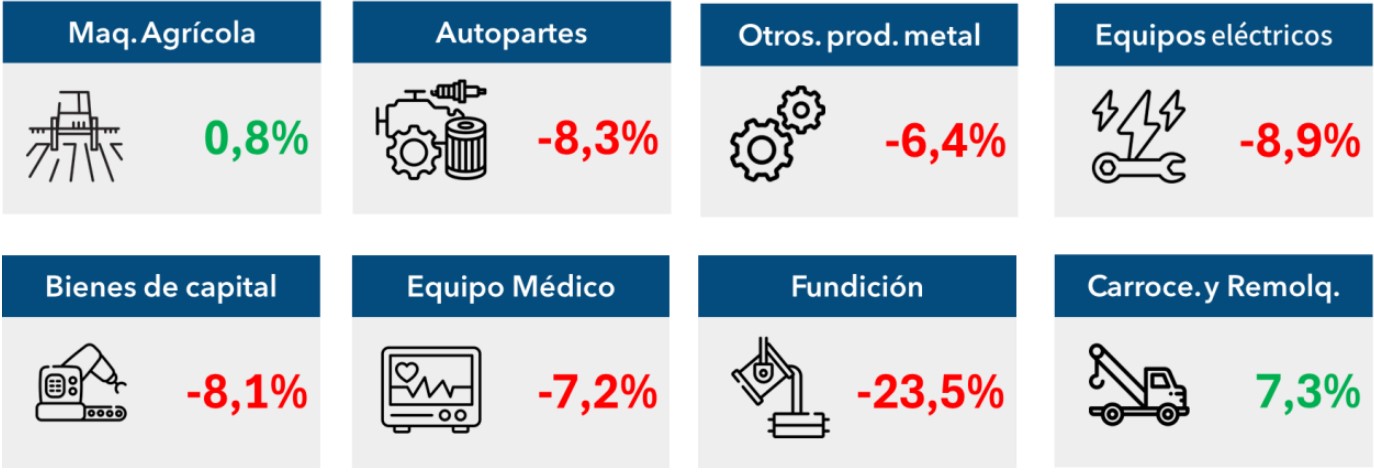 Maq. Agrícola
0,8%
Autopartes
-8,3%
Otros. prod. metal
-6,4%
Equipos eléctricos
-8,9%
Bienes de capital
-8,1%
Equipo Médico
-7,2%
Fundición
-23,5%
Carroce. y Remolq.
7,3%